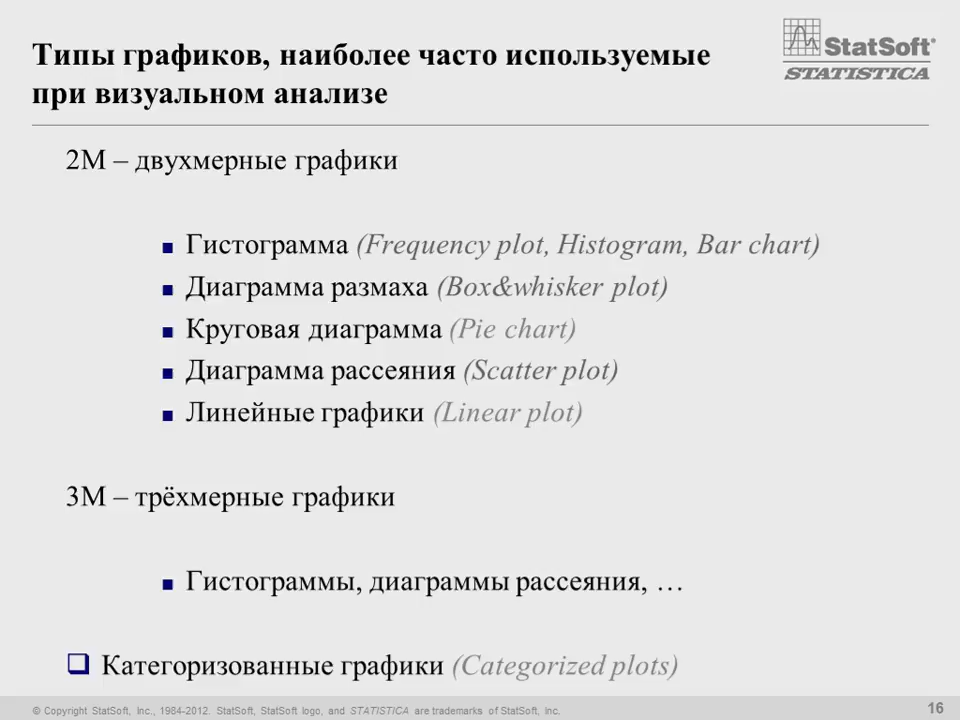 Типы графиков, наиболее часто используемые
при визуальном анализе
StatSoft®
STATISTICA
2М – двухмерные графики
Гистограмма (Frequency plot, Histogram, Bar chart)
Диаграмма размаха (Box&whisker plot)
Круговая диаграмма (Pie chart)
Диаграмма рассеяния (Scatter plot)
Линейные графики (Linear plot)
3М – трёхмерные графики
Гистограммы, диаграммы рассеяния, …
Категоризованные графики (Categorized plots)
© Copyright StatSoft, Inc., 1984-2012. StatSoft, StatSoft logo, and STATISTICA are trademarks of StatSoft, Inc.
16